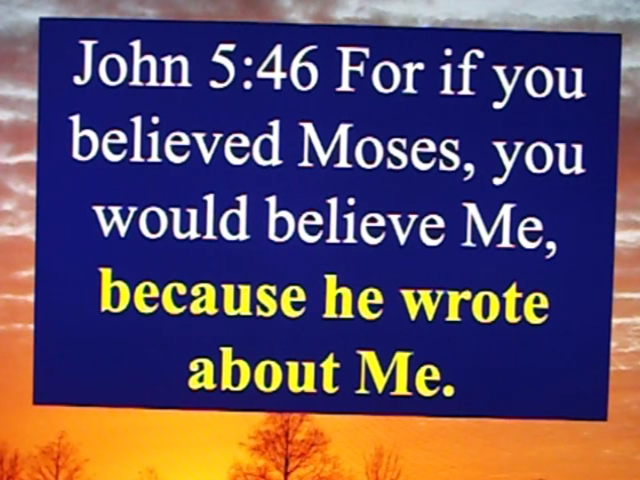 John 5:46 For if you
believed Moses, you
would believe Me,
because he wrote
about Me.